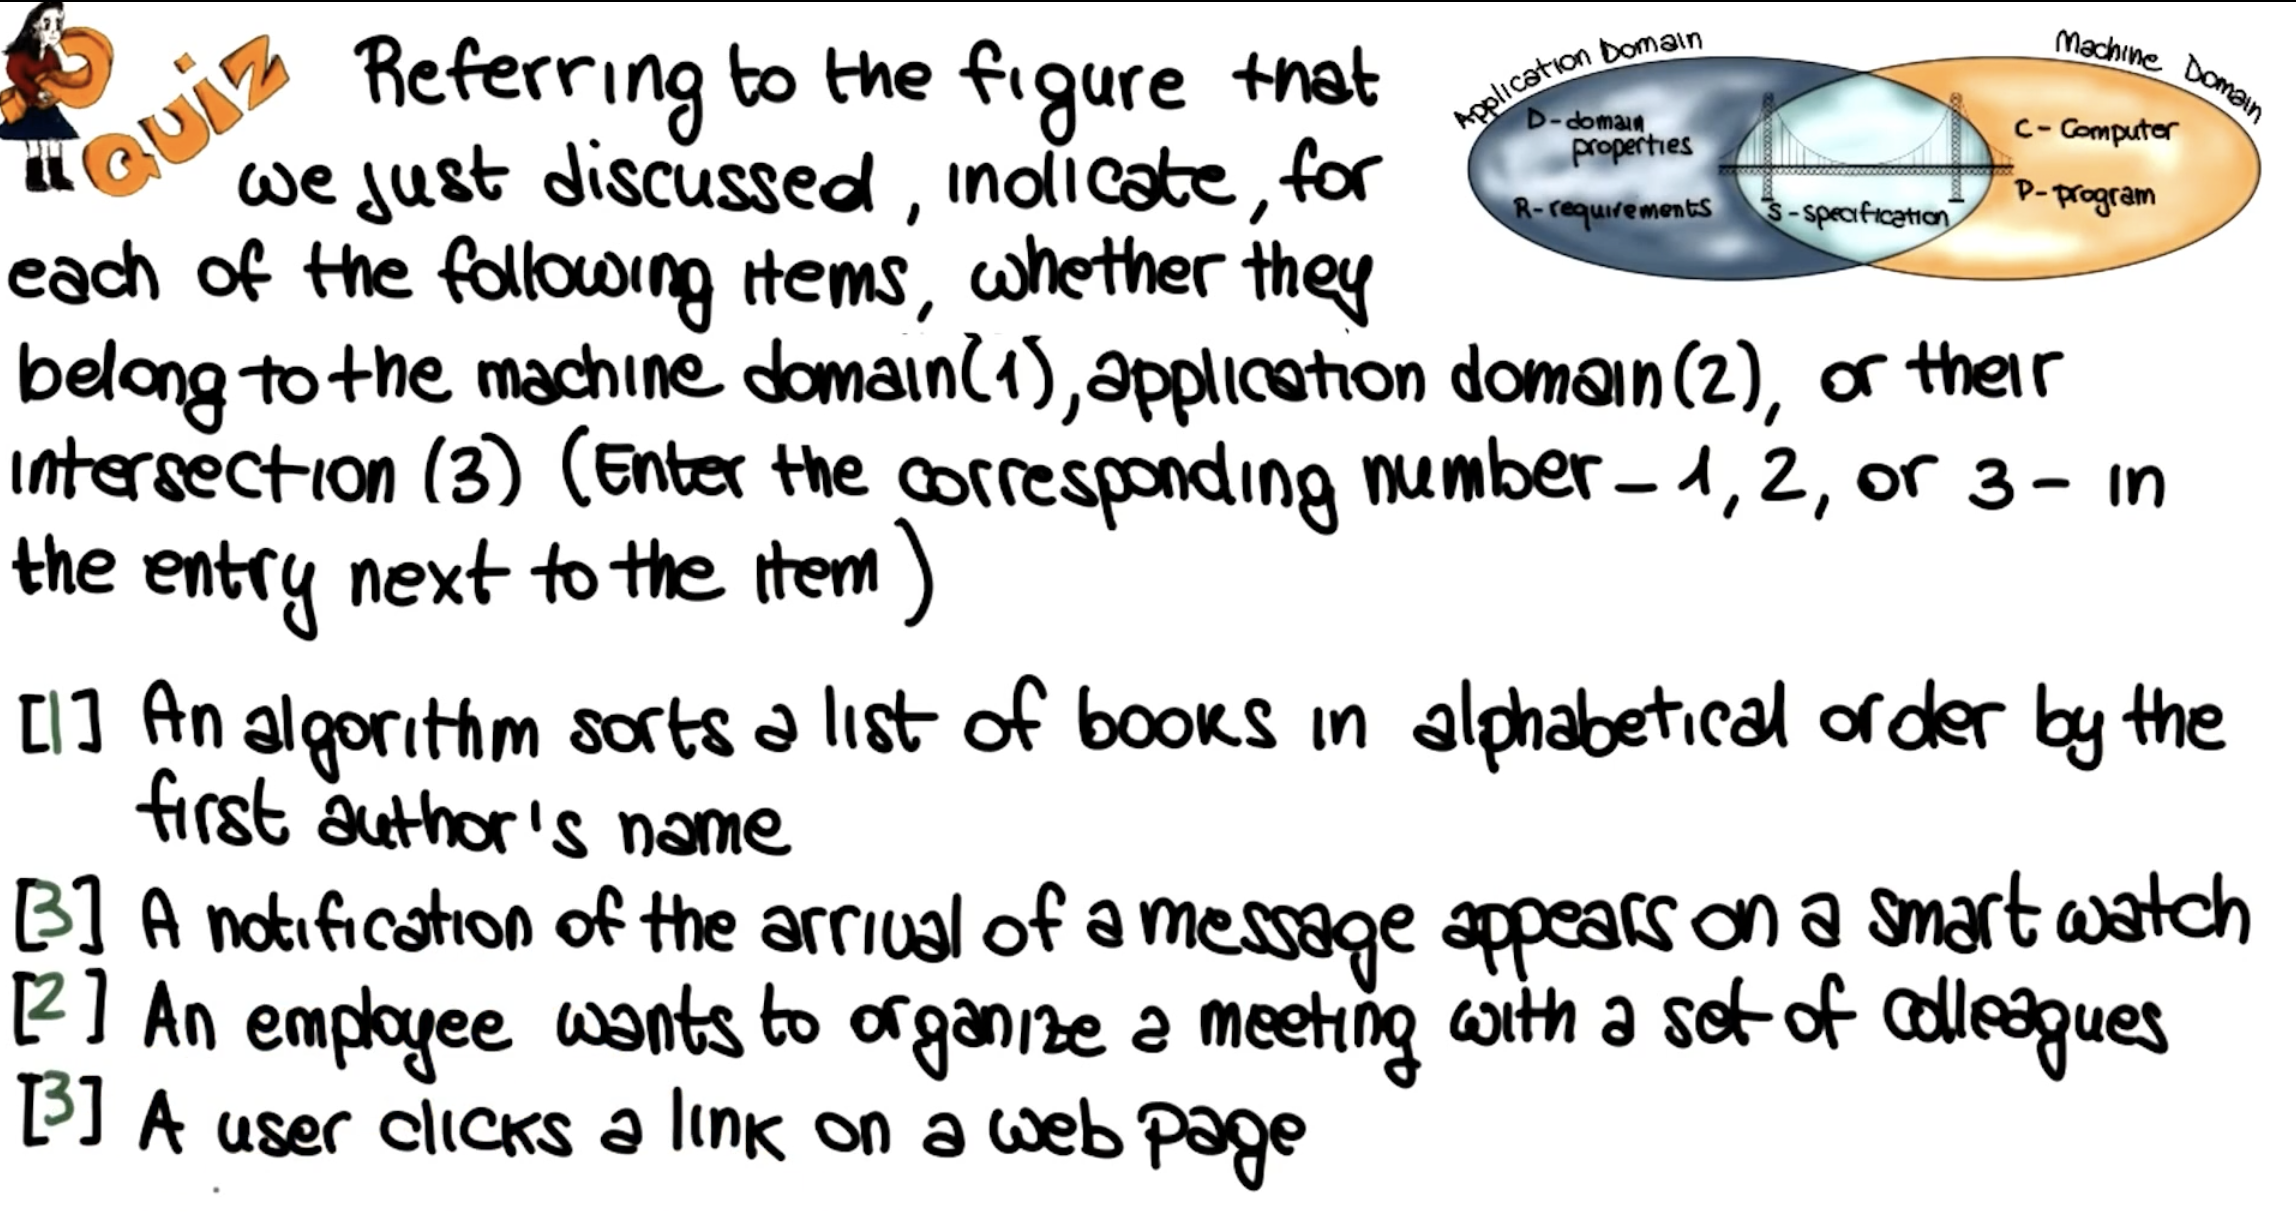 QUIZ
Referring to the figure that
we just discussed, indicate, for
each of the following items, whether they
belong to the machine domain(1), application domain(2), or their
intersection (3) (Enter the corresponding number - 1, 2, or 3 - in
the entry next to the item)
Application Domain
Machine Domain
D-domain
properties
R-requirements
S-specification
C-Computer
P-program
[1] An algorithm sorts a list of books in alphabetical order by the
first author's name
[3] A notification of the arrival of a message appears on a smart watch
[2] An employee wants to organize a meeting with a set of colleagues
[3] A user clicks a link on a web page